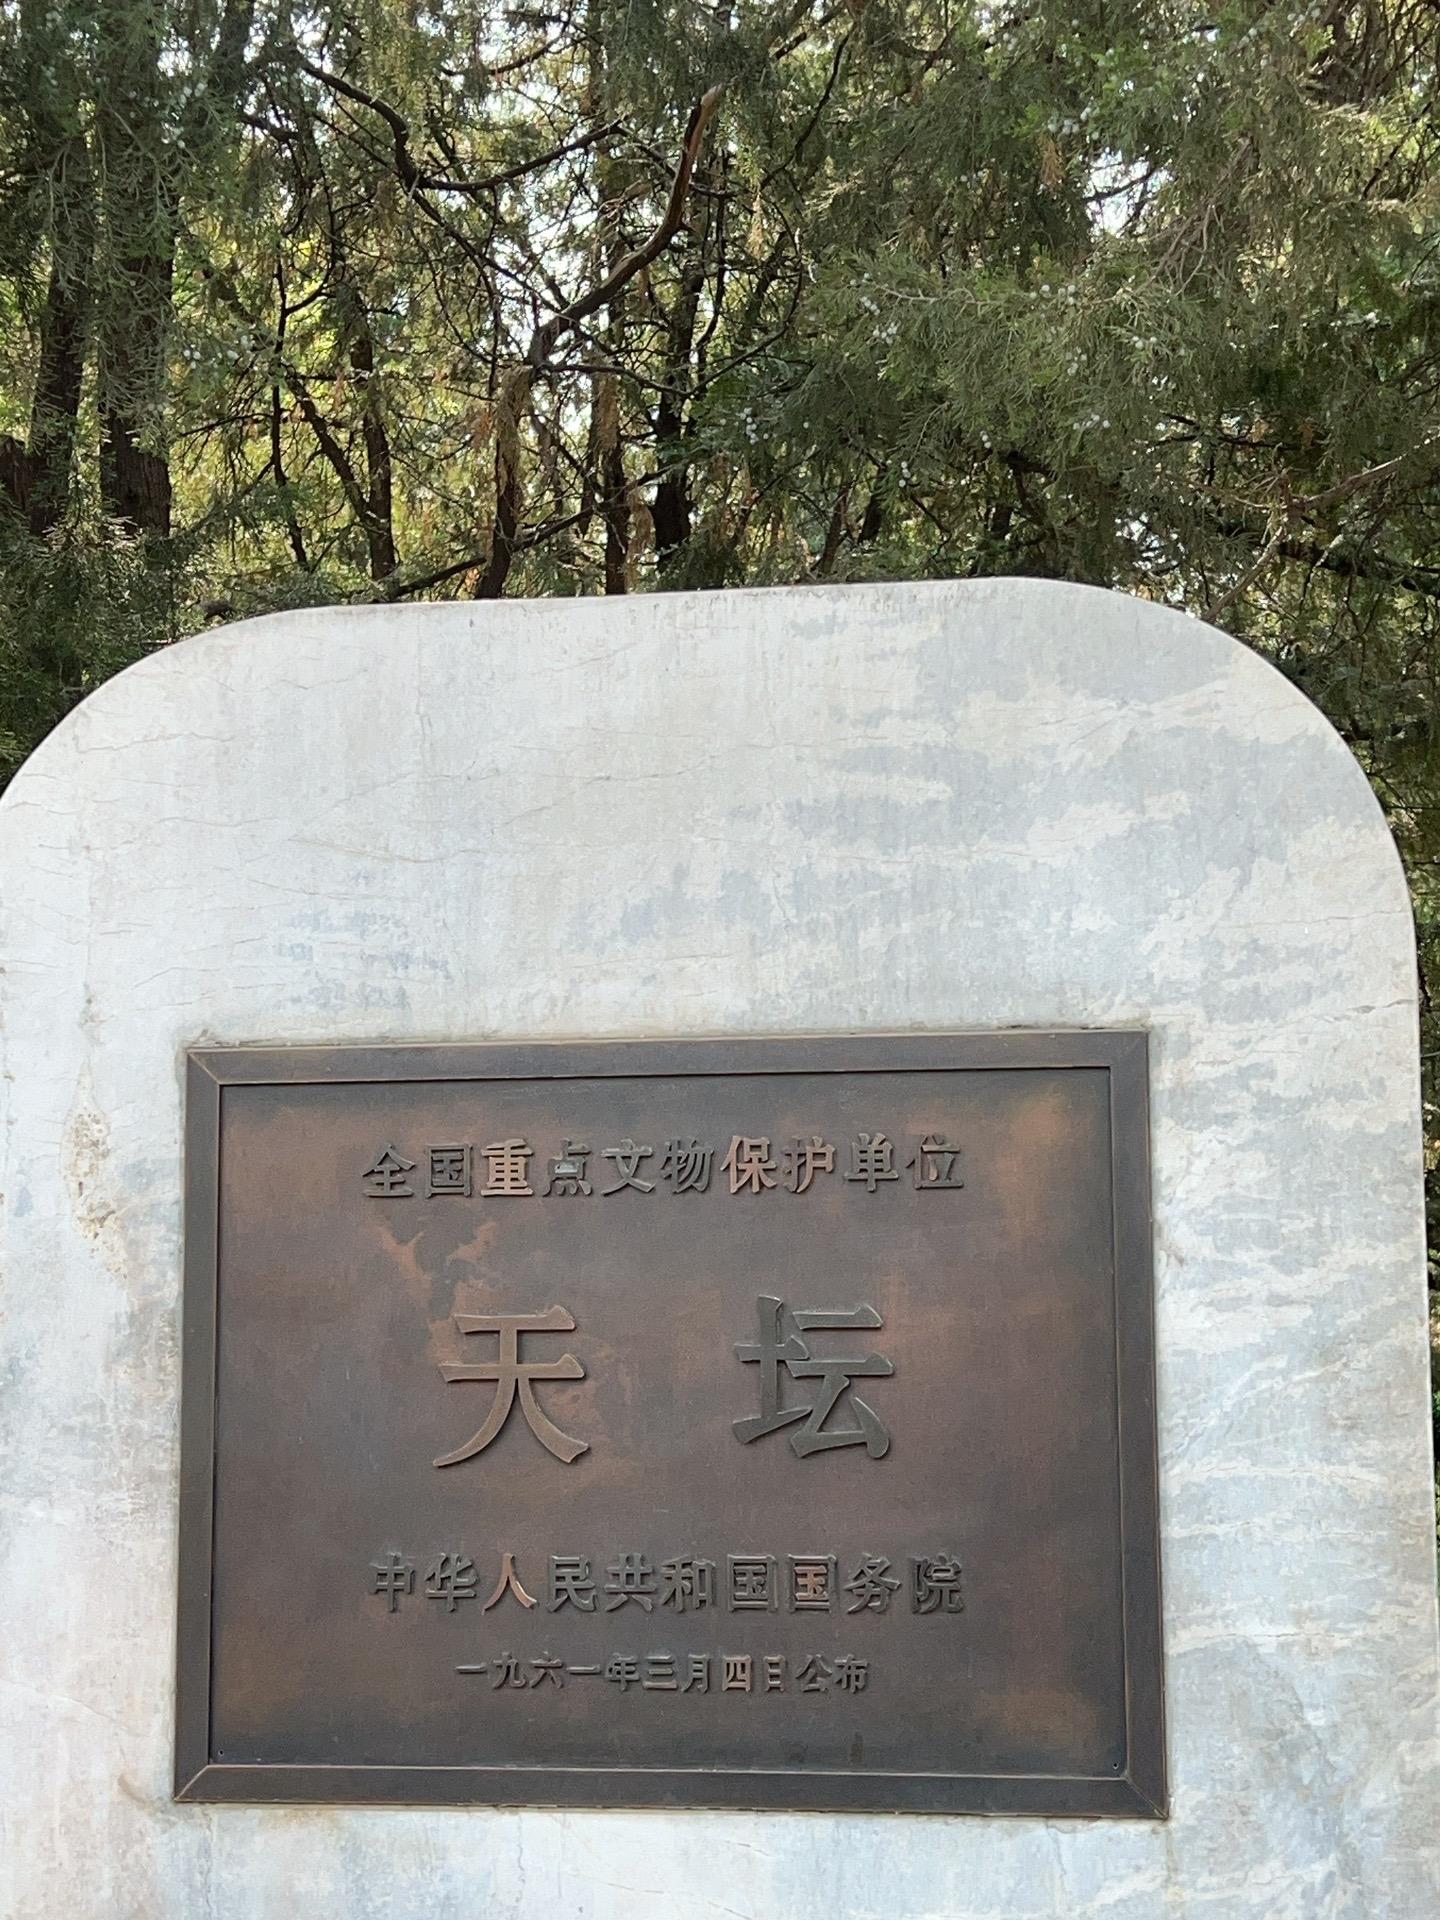 全国重点文物保护单位
天坛
中华人民共和国国务院
一九六一年三月四日公布